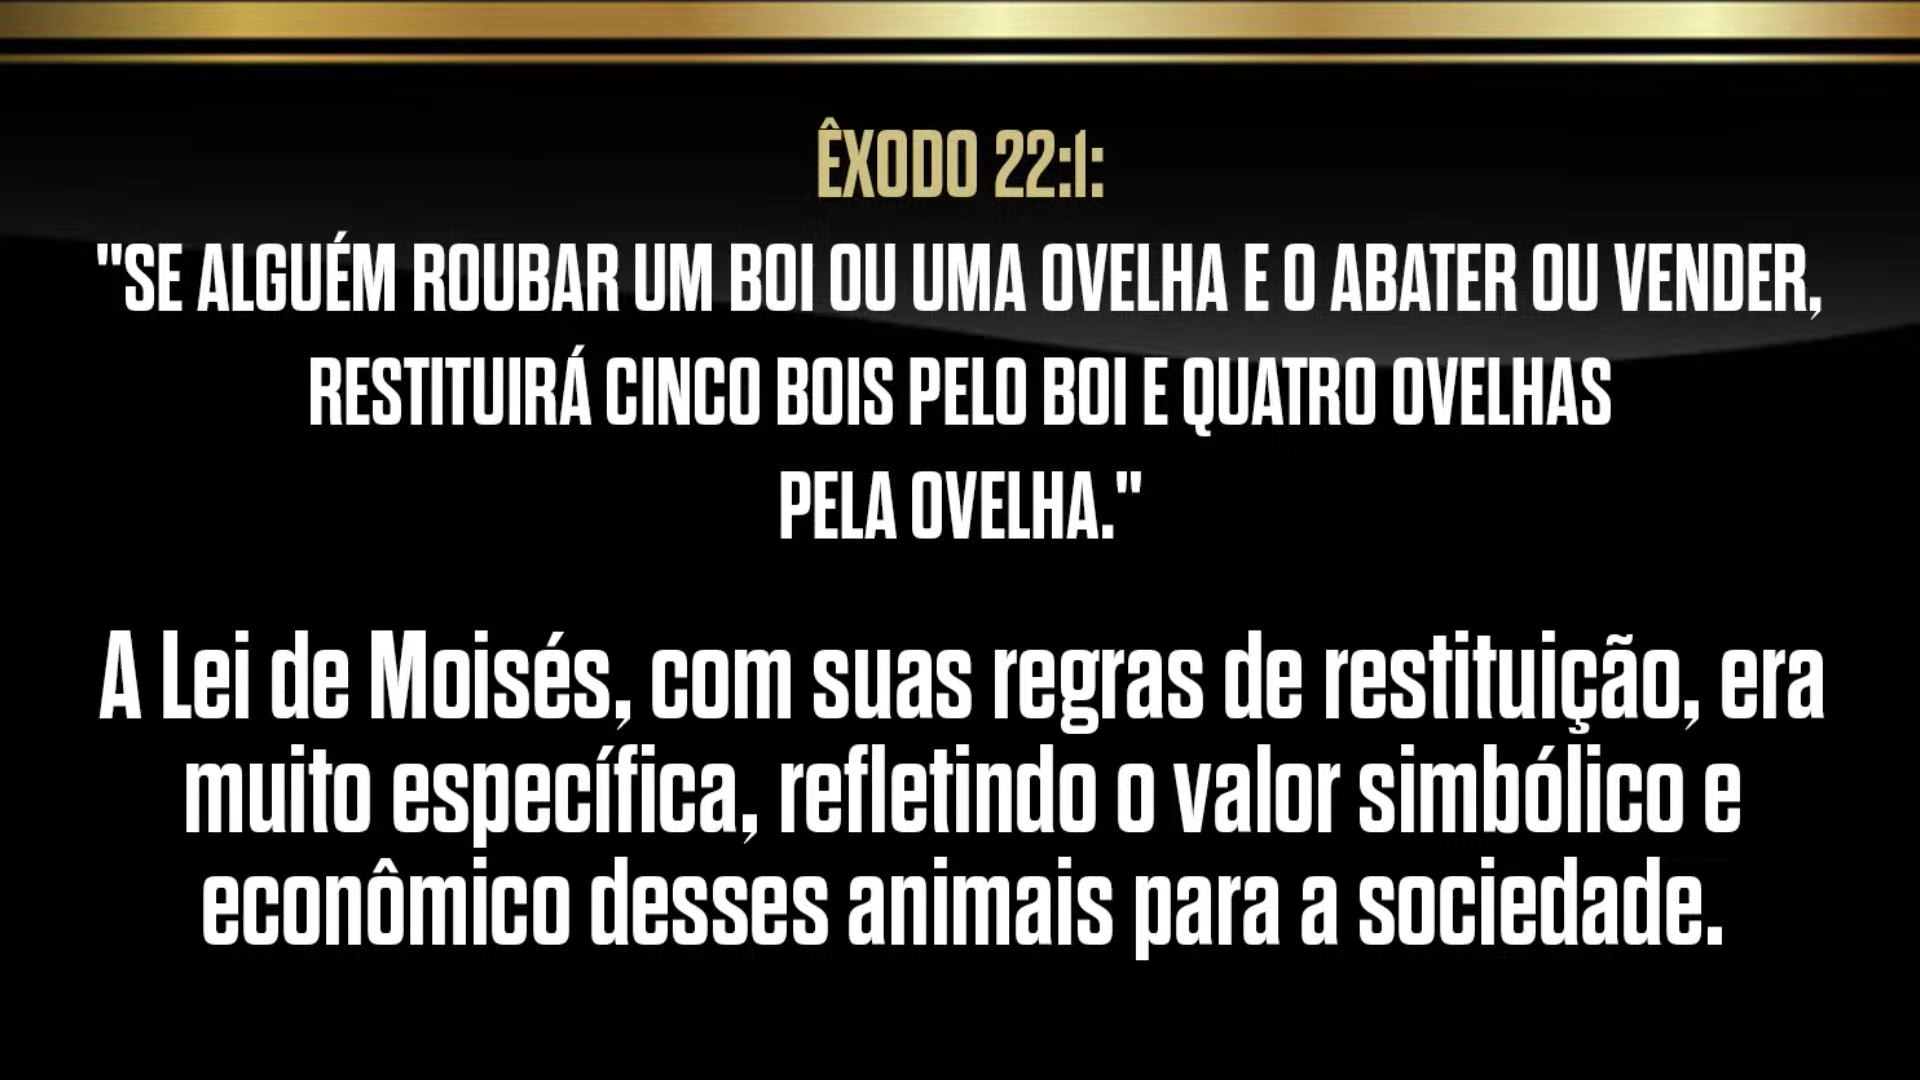 ÊXODO 22:1:
"SE ALGUÉM ROUBAR UM BOI OU UMA OVELHA E O ABATER OU VENDER,
RESTITUIRÁ CINCO BOIS PELO BOI E QUATRO OVELHAS
PELA OVELHA."
A Lei de Moisés, com suas regras de restituição, era
muito específica, refletindo o valor simbólico e
econômico desses animais para a sociedade.